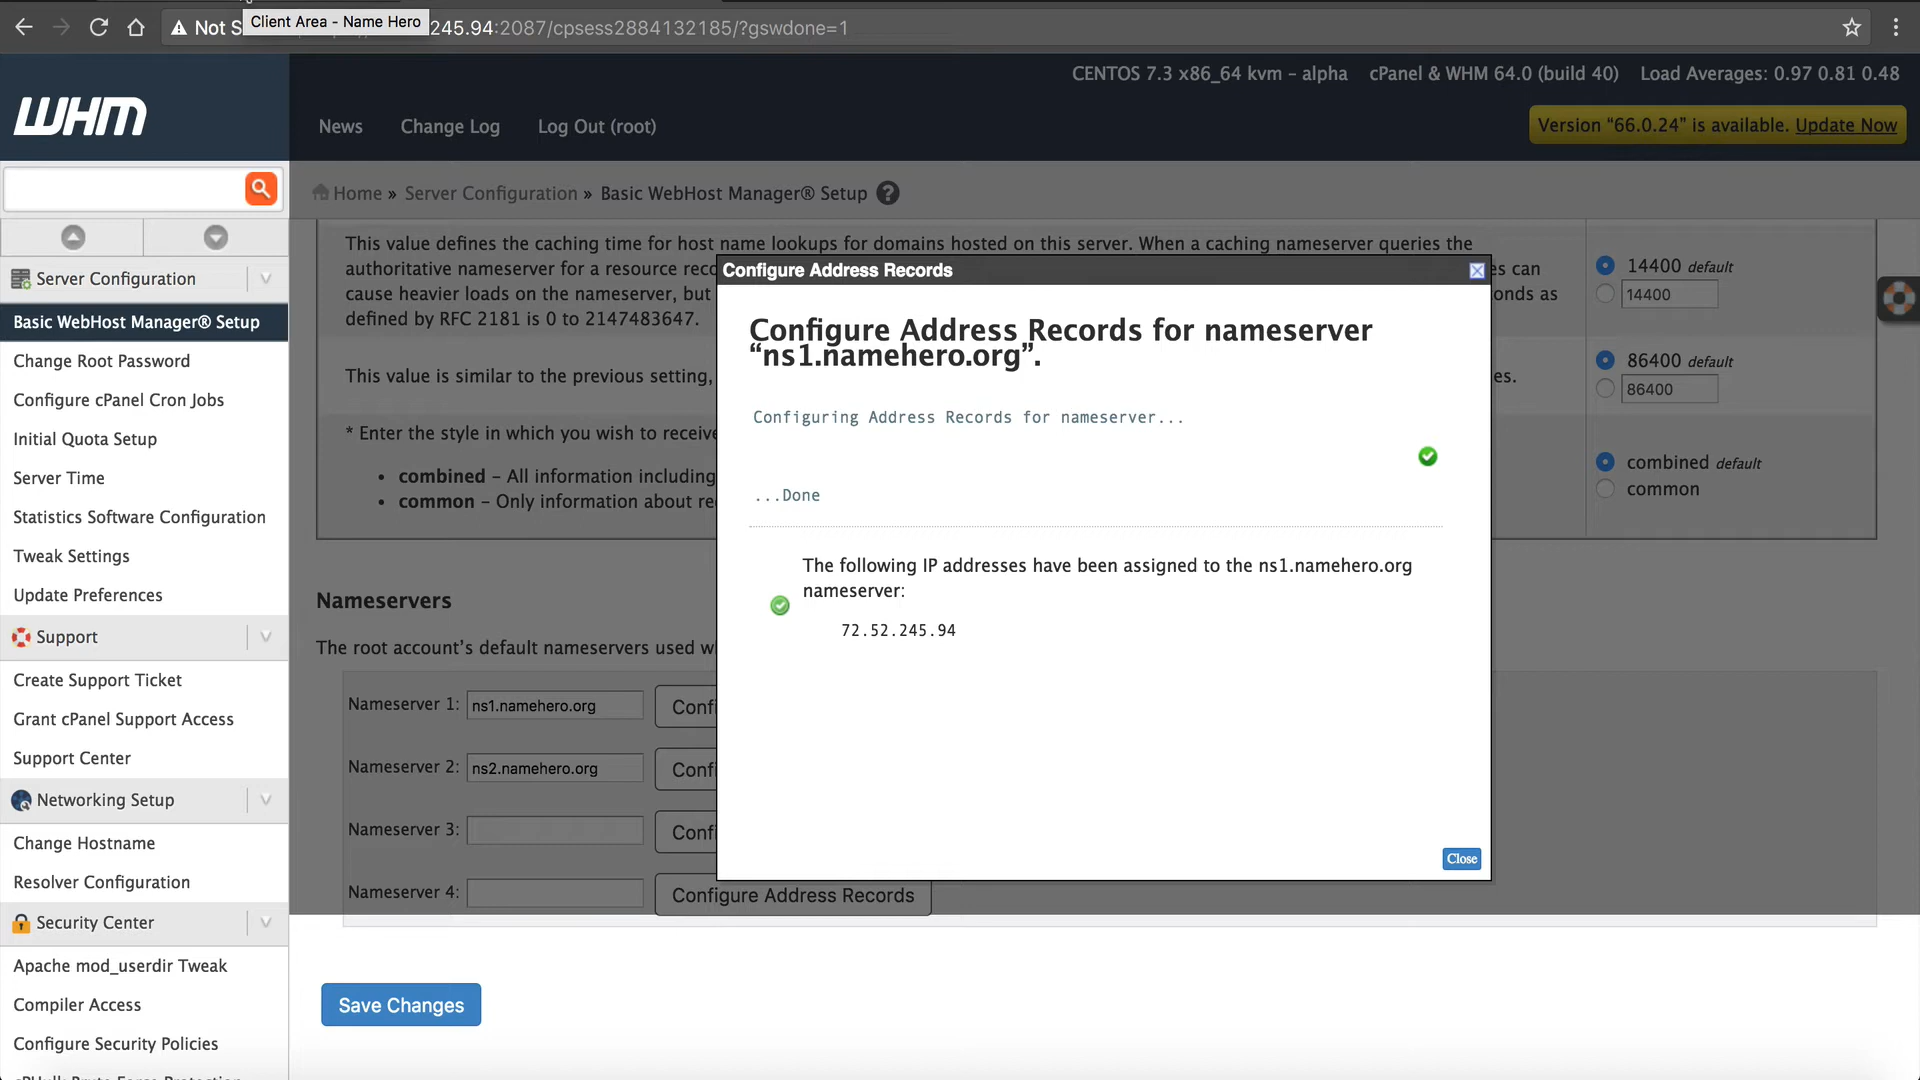 Client Area - Name Hero
Not S
245.94:2087/cpsess2884132185/?gswdone=1
CENTOS 7.3 x86_64 kvm – alpha cPanel & WHM 64.0 (build 40) Load Averages: 0.97 0.81 0.48
WHM
News Change Log Log Out (root)
Version “66.0.24” is available. Update Now
Home » Server Configuration » Basic WebHost Manager® Setup ?
Server Configuration
Basic WebHost Manager® Setup
Change Root Password
Configure cPanel Cron Jobs
Initial Quota Setup
Server Time
Statistics Software Configuration
Tweak Settings
Update Preferences
Support
Create Support Ticket
Grant cPanel Support Access
Support Center
Networking Setup
Change Hostname
Resolver Configuration
Security Center
Apache mod_userdir Tweak
Compiler Access
Configure Security Policies
This value defines the caching time for host name lookups for domains hosted on this server. When a caching nameserver queries the
authoritative nameserver for a resource reco
es can
cause heavier loads on the nameserver, but
onds as
defined by RFC 2181 is 0 to 2147483647.
14400 default
14400
This value is similar to the previous setting,
es.
86400 default
86400
* Enter the style in which you wish to receive
• combined – All information including
• common – Only information about re
combined default
common
Configure Address Records
Configure Address Records for nameserver
“ns1.namehero.org”.
Configuring Address Records for nameserver...
...Done
The following IP addresses have been assigned to the ns1.namehero.org
nameserver:
72.52.245.94
Close
Nameservers
The root account’s default nameservers used w
Nameserver 1: ns1.namehero.org Confi
Nameserver 2: ns2.namehero.org Confi
Nameserver 3: Confi
Nameserver 4: Configure Address Records
Save Changes